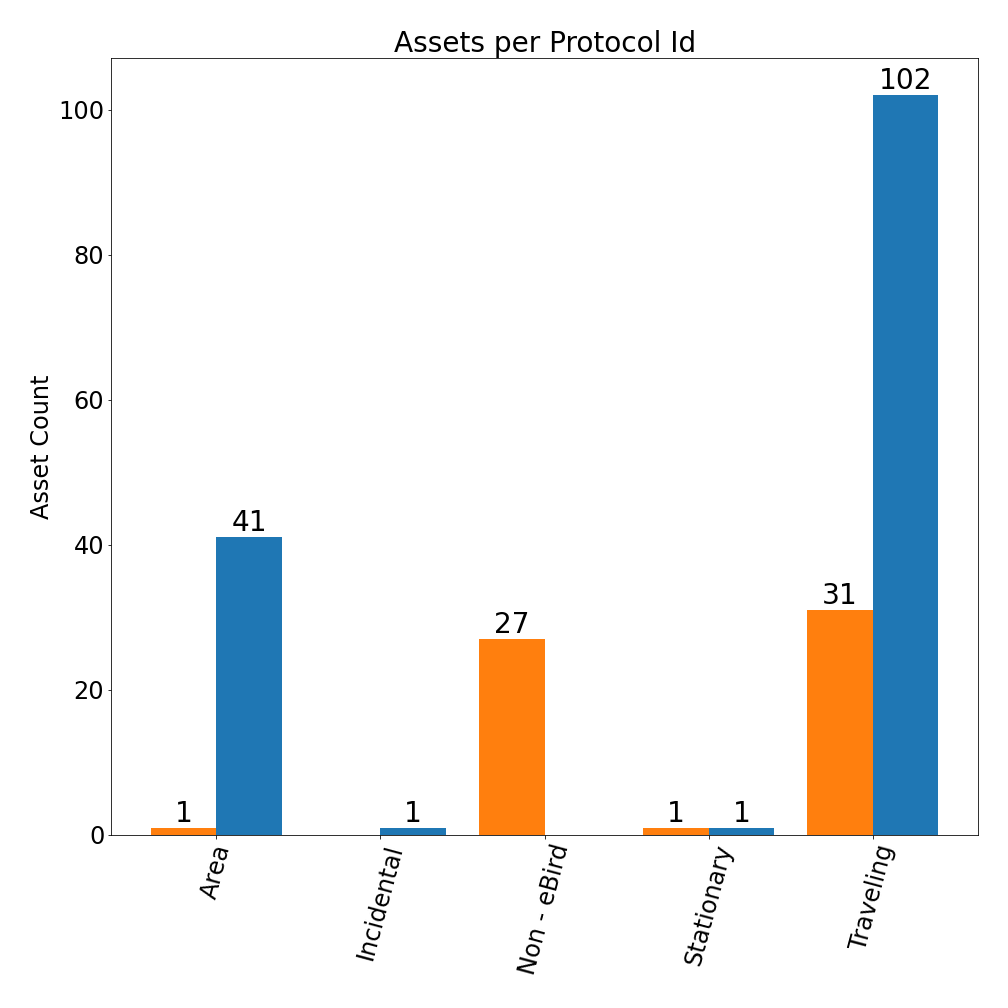 Assets per Protocol Id
Asset Count
100
80
60
40
20
0
1
41
1
27
1
1
31
102
Area
Incidental
Non - eBird
Stationary
Traveling